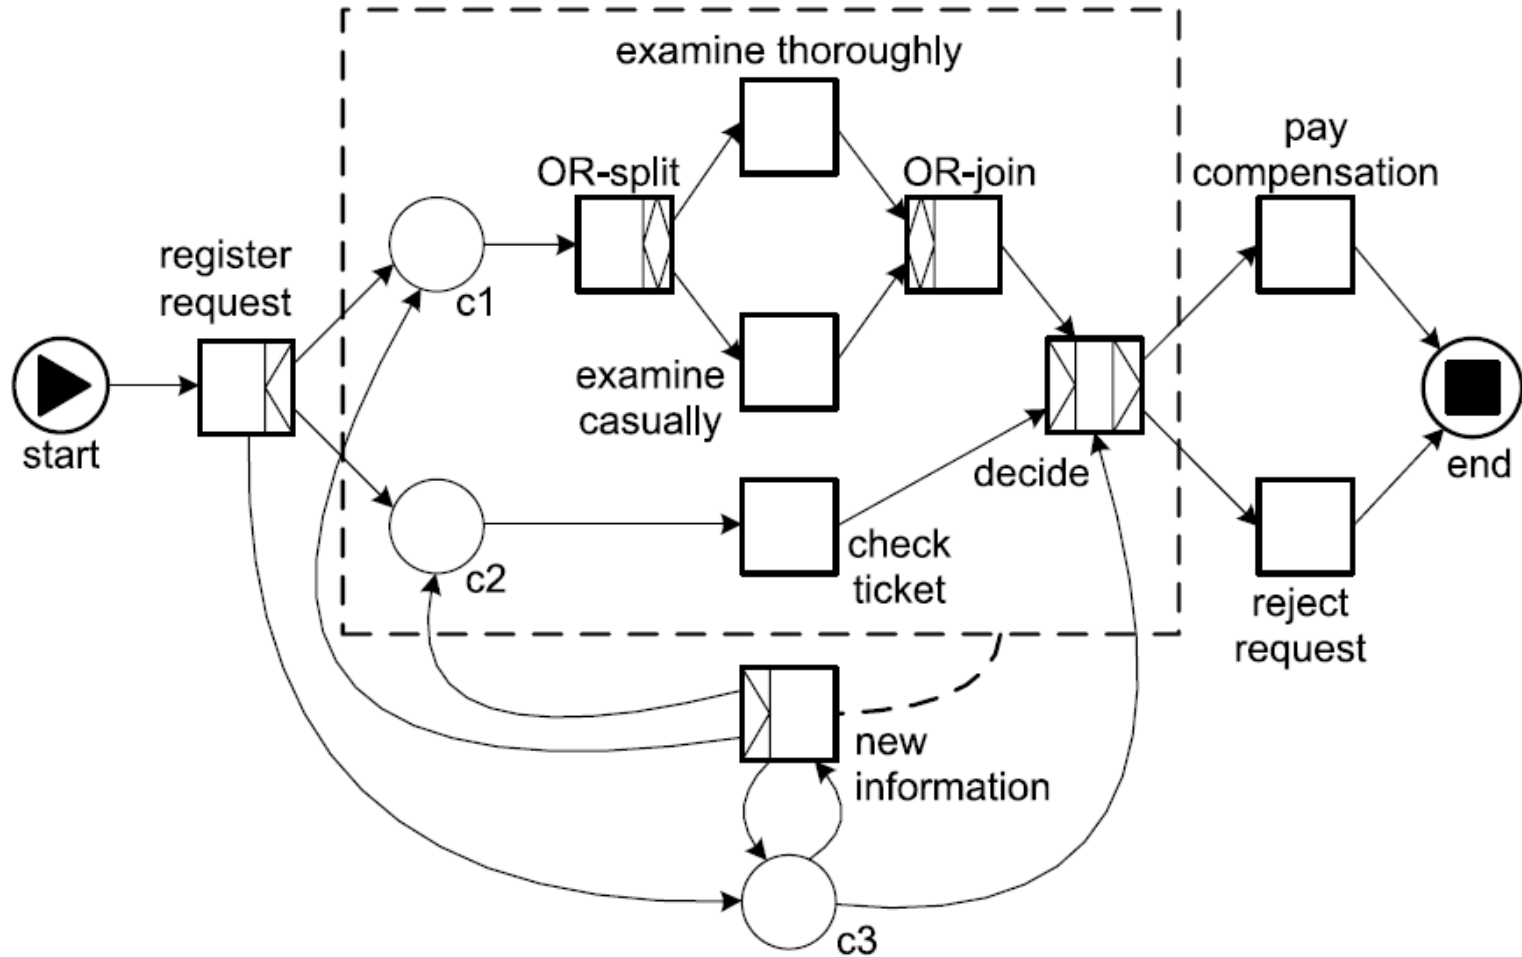 examine thoroughly
pay
compensation
OR-split
OR-join
register
request
c1
start
examine
casually
decide
end
c2
check
ticket
reject
request
new
information
c3